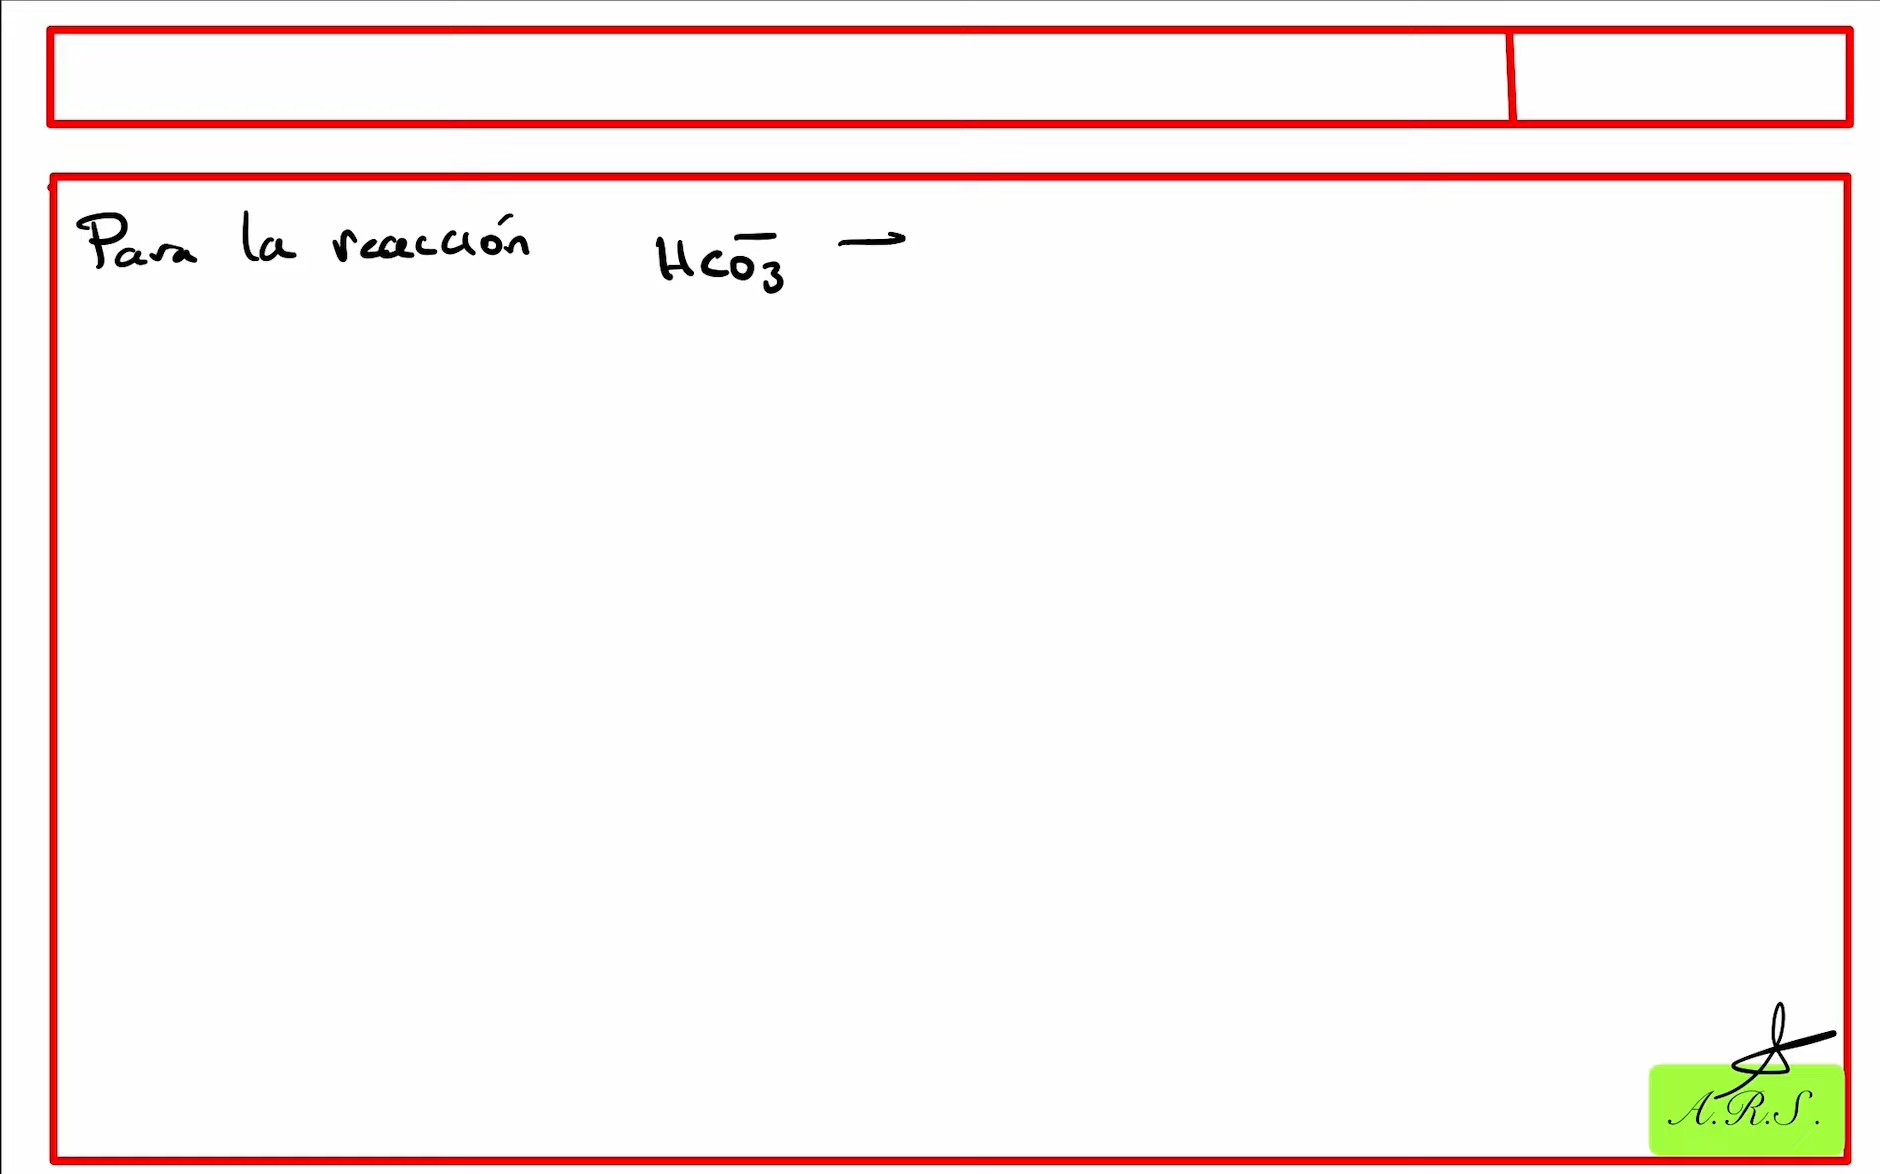 Para la reacción HCO₃⁻ →
A.R.S.